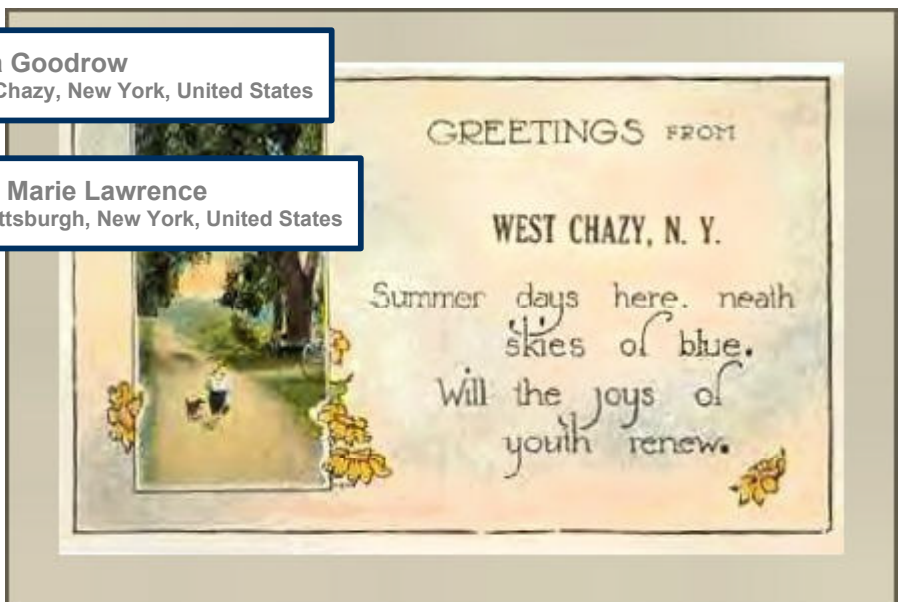 Goodrow
Chazy, New York, United States
Marie Lawrence
ttsburgh, New York, United States
GREETINGS FROM
WEST CHAZY, N. Y.
Summer days here. neath
skies of blue.
Will the joys of
youth renew.